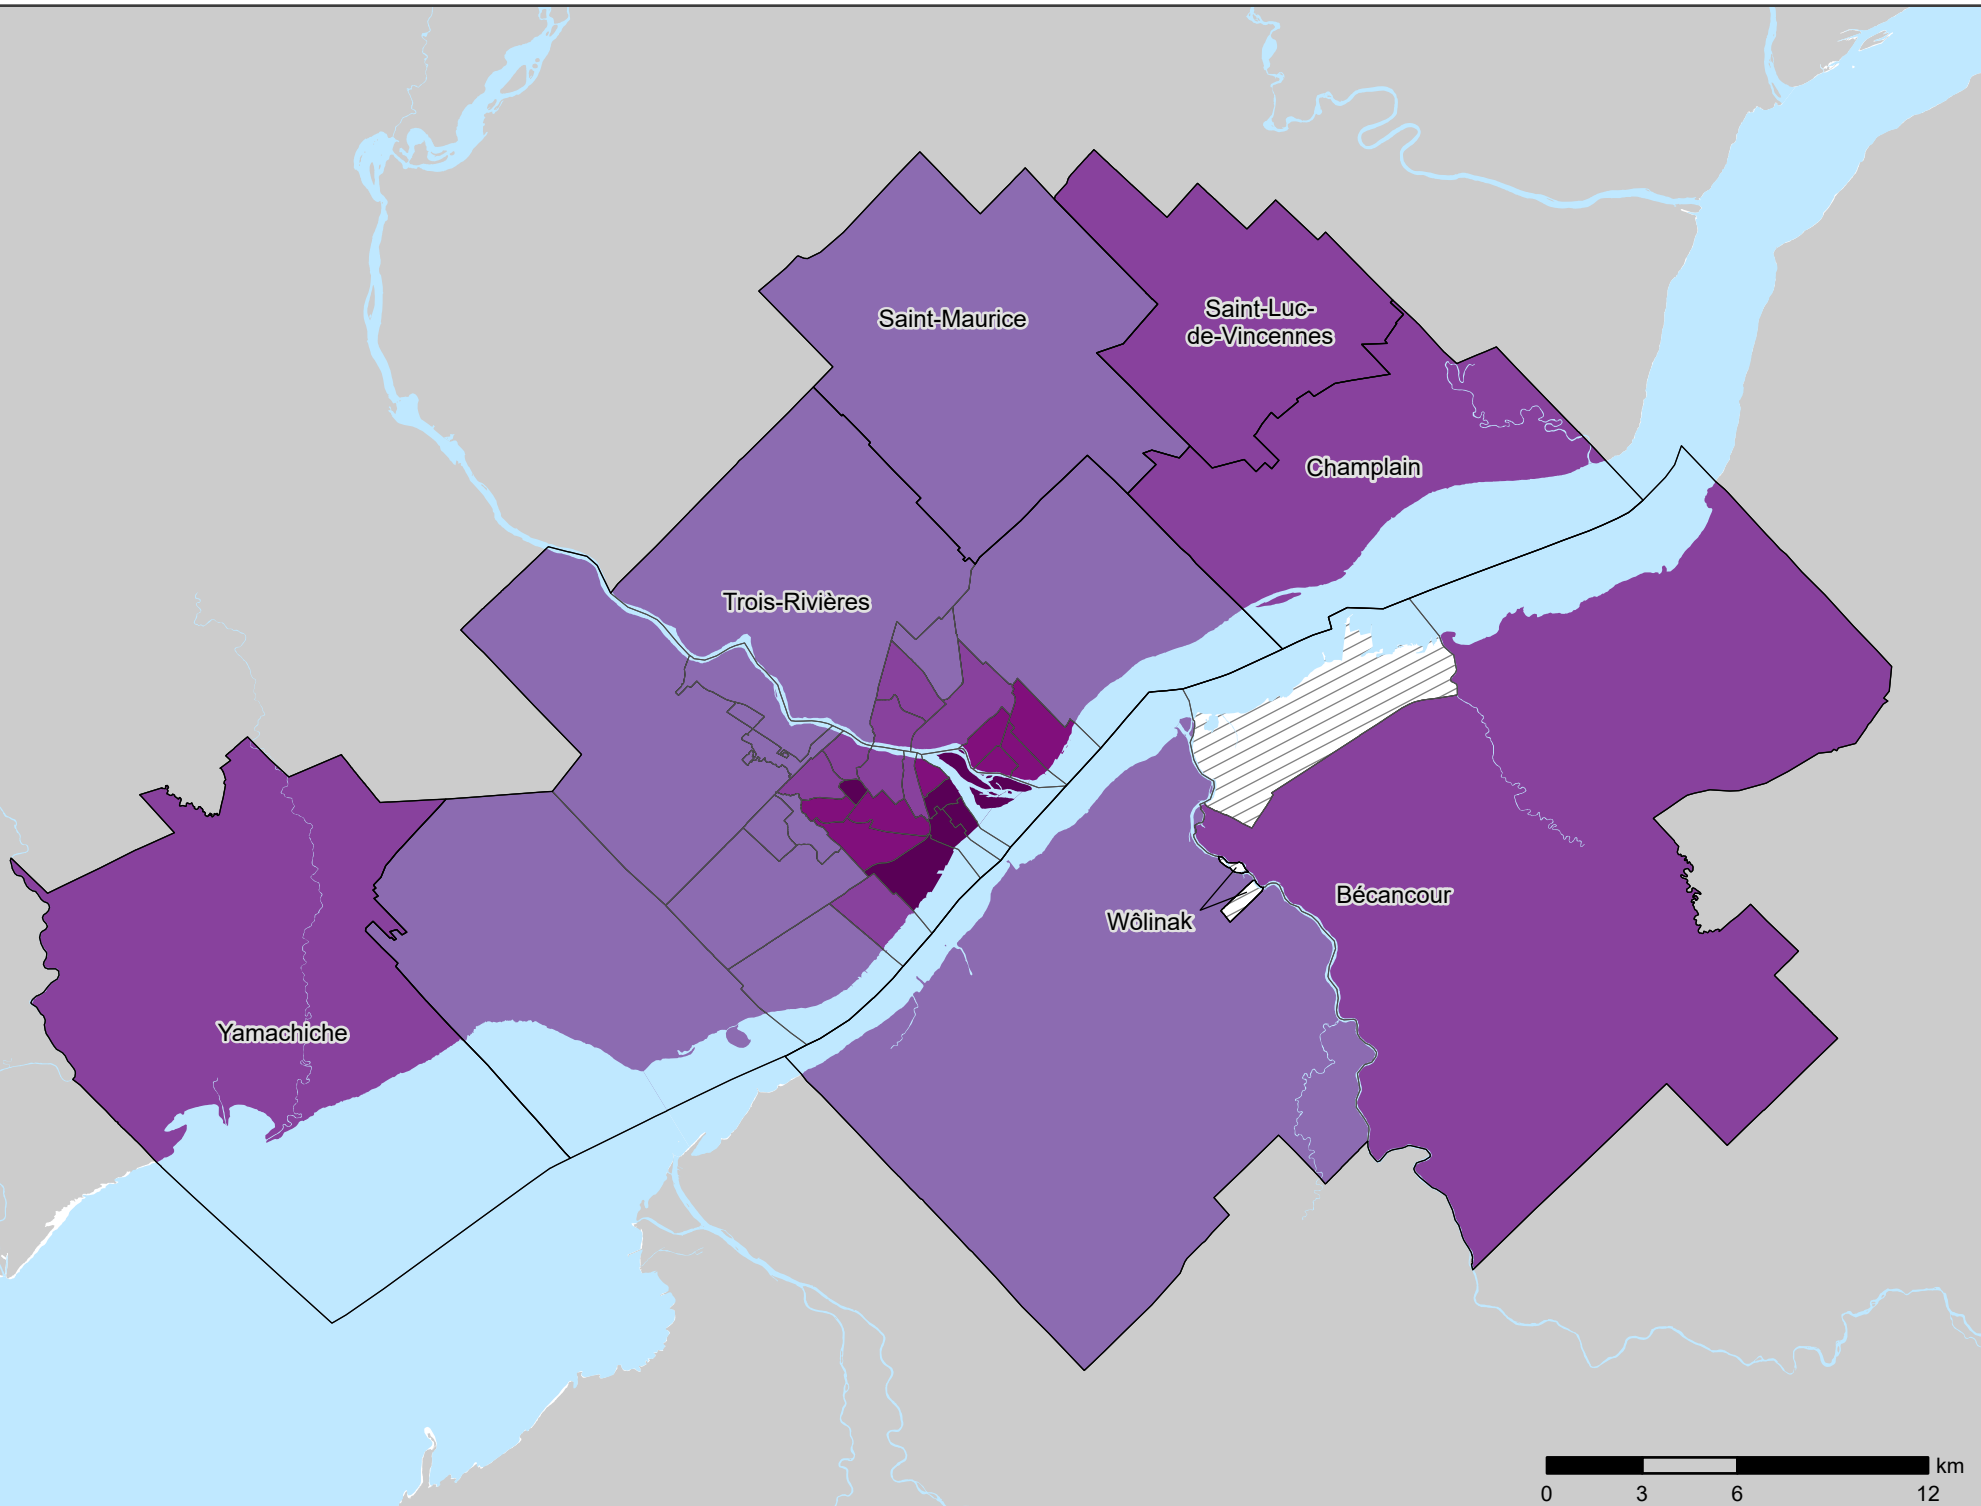 Saint-Maurice
Saint-Luc-
de-Vincennes
Champlain
Trois-Rivières
Bécancour
Wôlinak
Yamachiche
km
0 3 6 12